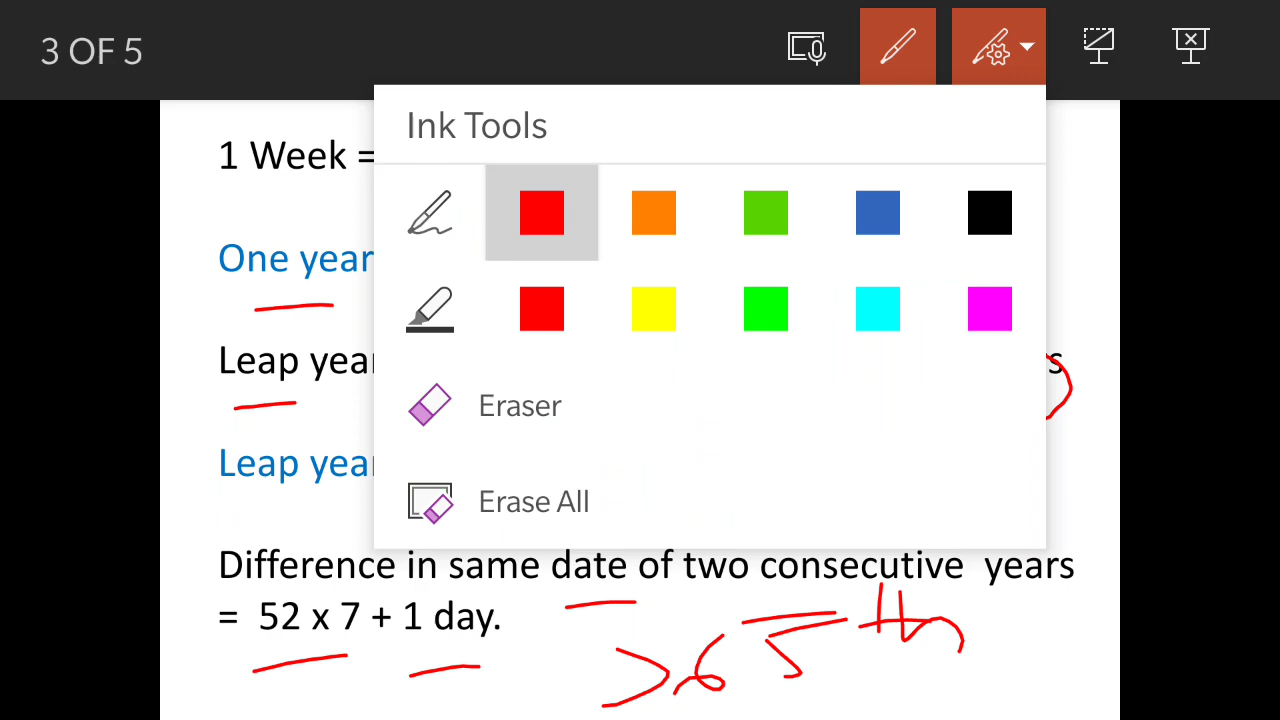 3 OF 5
Ink Tools
1 Week =
One year
Leap year
s
Eraser
Leap year
Erase All
Difference in same date of two consecutive years
= 52 x 7 + 1 day.
365th